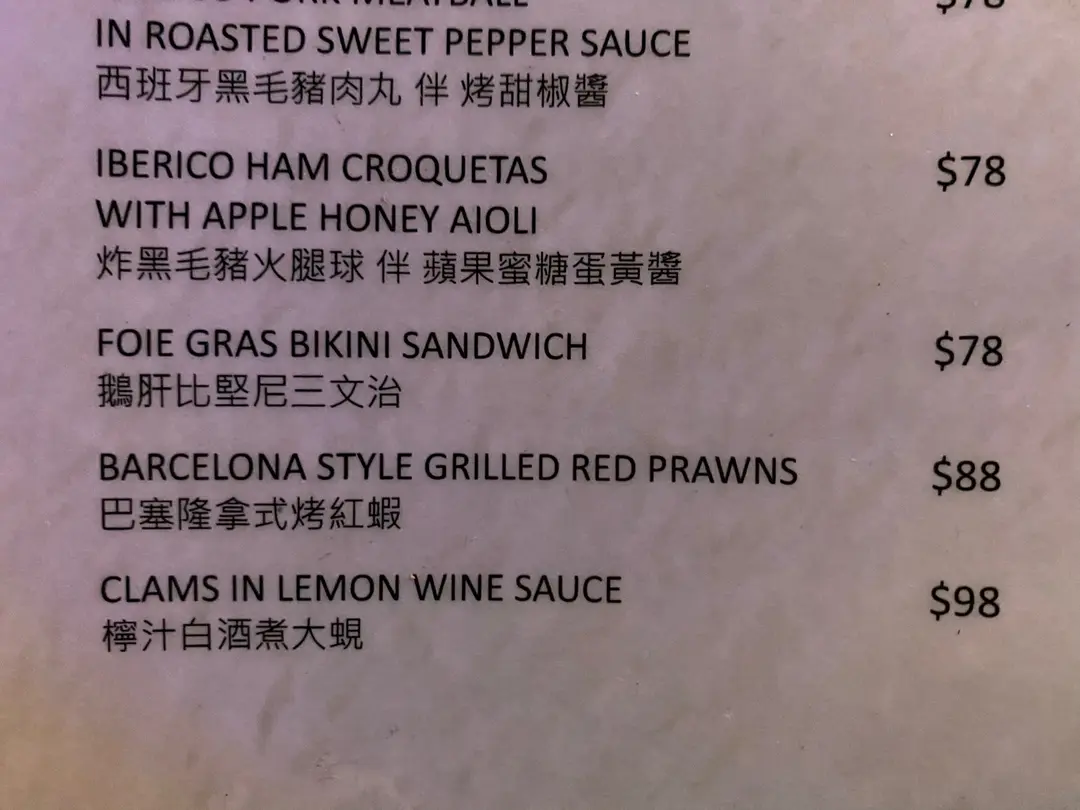 PORK MEATBALL $78
IN ROASTED SWEET PEPPER SAUCE
西班牙黑毛豬肉丸 伴 烤甜椒醬
IBERICO HAM CROQUETAS $78
WITH APPLE HONEY AIOLI
炸黑毛豬火腿球 伴 蘋果蜜糖蛋黃醬
FOIE GRAS BIKINI SANDWICH $78
鵝肝比堅尼三文治
BARCELONA STYLE GRILLED RED PRAWNS $88
巴塞隆拿式烤紅蝦
CLAMS IN LEMON WINE SAUCE $98
檸汁白酒煮大蜆